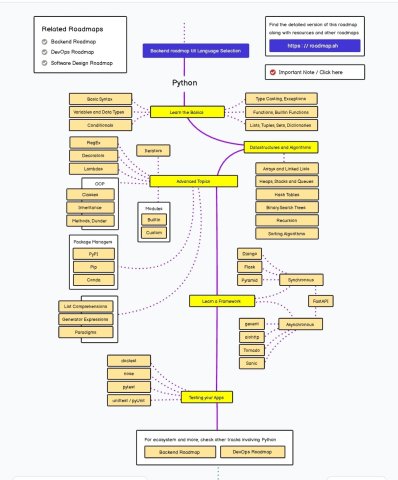 Related Roadmaps
Backend Roadmap
DevOps Roadmap
Software Design Roadmap
Backend roadmap till Language Selection
Find the detailed version of this roadmap
along with resources and other roadmaps
https :// roadmap.sh
Important Note / Click here
Python
Basic Syntax
Variables and Data Types
Conditionals
Learn the Basics
Type Casting, Exceptions
Functions, Builtin Functions
Lists, Tuples, Sets, Dictionaries
Datastructures and Algorithms
RegEx
Decorators
Lambdas
Iterators
Advanced Topics
Arrays and Linked Lists
Heaps, Stacks and Queues
Hash Tables
Binary Search Trees
Recursion
Sorting Algorithms
OOP
Classes
Inheritance
Methods, Dunder
Modules
Builtin
Custom
Package Managers
PyPI
Pip
Conda
List Comprehensions
Generator Expressions
Paradigms
Learn a Framework
Django
Flask
Pyramid
Synchronous
FastAPI
gevent
aiohttp
Tornado
Sanic
Asynchronous
doctest
nose
pytest
unittest / pyUnit
Testing your Apps
For ecosystem and more, check other tracks involving Python
Backend Roadmap
DevOps Roadmap